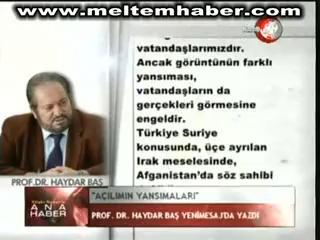 www.meltemhaber.com
vatandaşlarımızdır.
Ancak görüntünün farklı
yansıması,
vatandaşların da
gerçekleri görmesine
engeldir.
Türkiye Suriye
konusunda, üçe ayrılan
Irak meselesinde,
Afganistan'da söz sahibi
PROF.DR. HAYDAR BAŞ
ANA
HABER
"AÇILIMIN YANSIMALARI"
PROF. DR. HAYDAR BAŞ YENİMESAJ'DA YAZDI